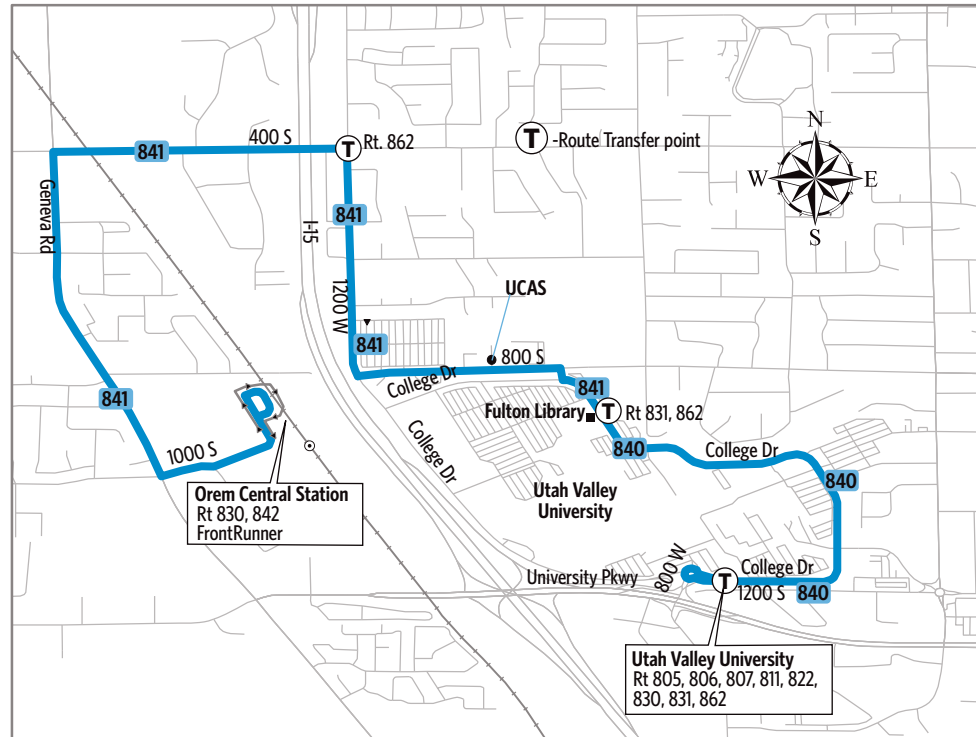 N
W
E
S
841
400 S
T
Rt. 862
T
-Route Transfer point
Geneva Rd
841
I-15
1200 W
UCAS
841
800 S
College Dr
841
841
Fulton Library
T
Rt 831, 862
840
College Dr
College Dr
840
1000 S
Orem Central Station
Rt 830, 842
FrontRunner
Utah Valley
University
800 W
College Dr
University Pkwy
T
1200 S
840
Utah Valley University
Rt 805, 806, 807, 811, 822,
830, 831, 862